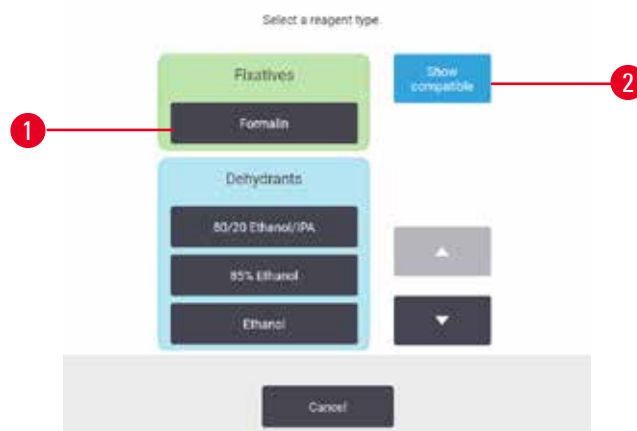 Select a reagent type
Fixatives
Show
compatible
2
1
Formalin
Dehydrants
80/20 Ethanol/IPA
85% Ethanol
Ethanol
Cancel